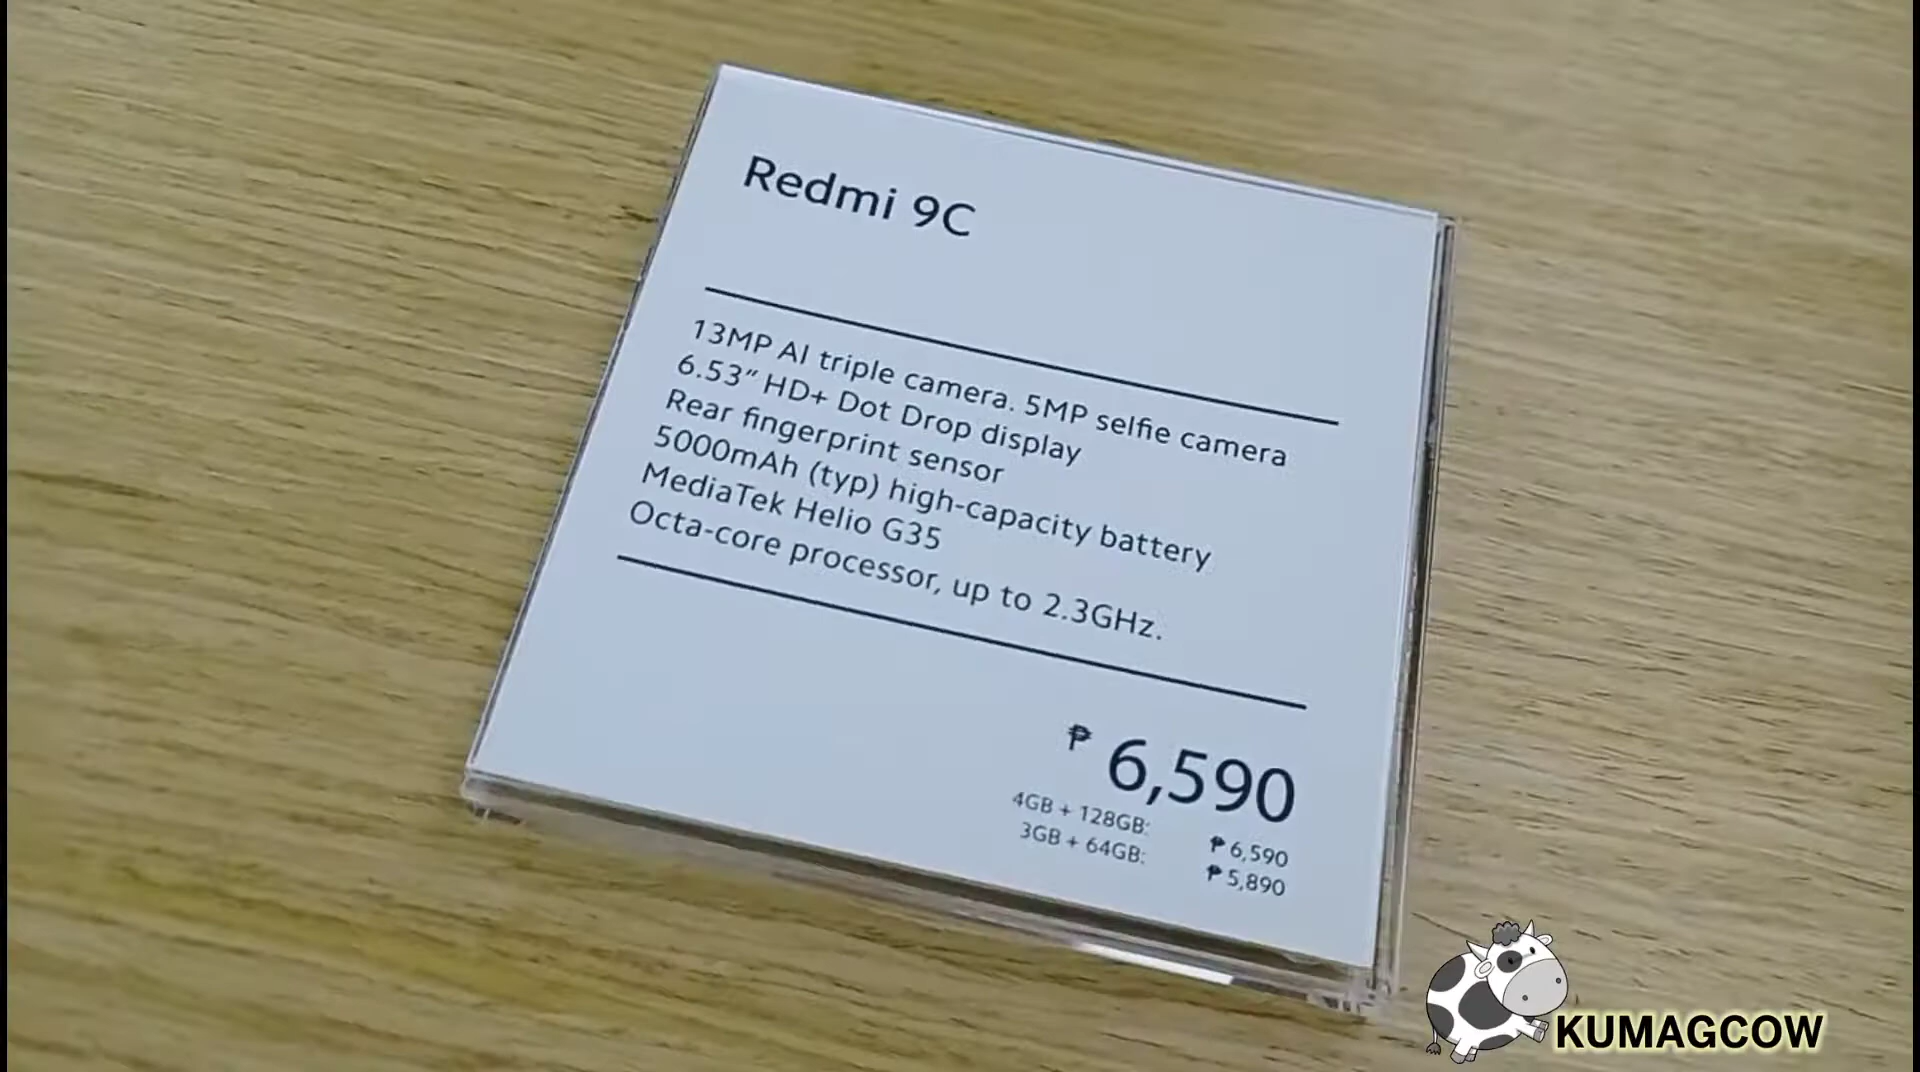 Redmi 9C
13MP AI triple camera. 5MP selfie camera
6.53" HD+ Dot Drop display
Rear fingerprint sensor
5000mAh (typ) high-capacity battery
MediaTek Helio G35
Octa-core processor, up to 2.3GHz.
₱ 6,590
4GB + 128GB: ₱ 6,590
3GB + 64GB: ₱ 5,890
KUMAGCOW